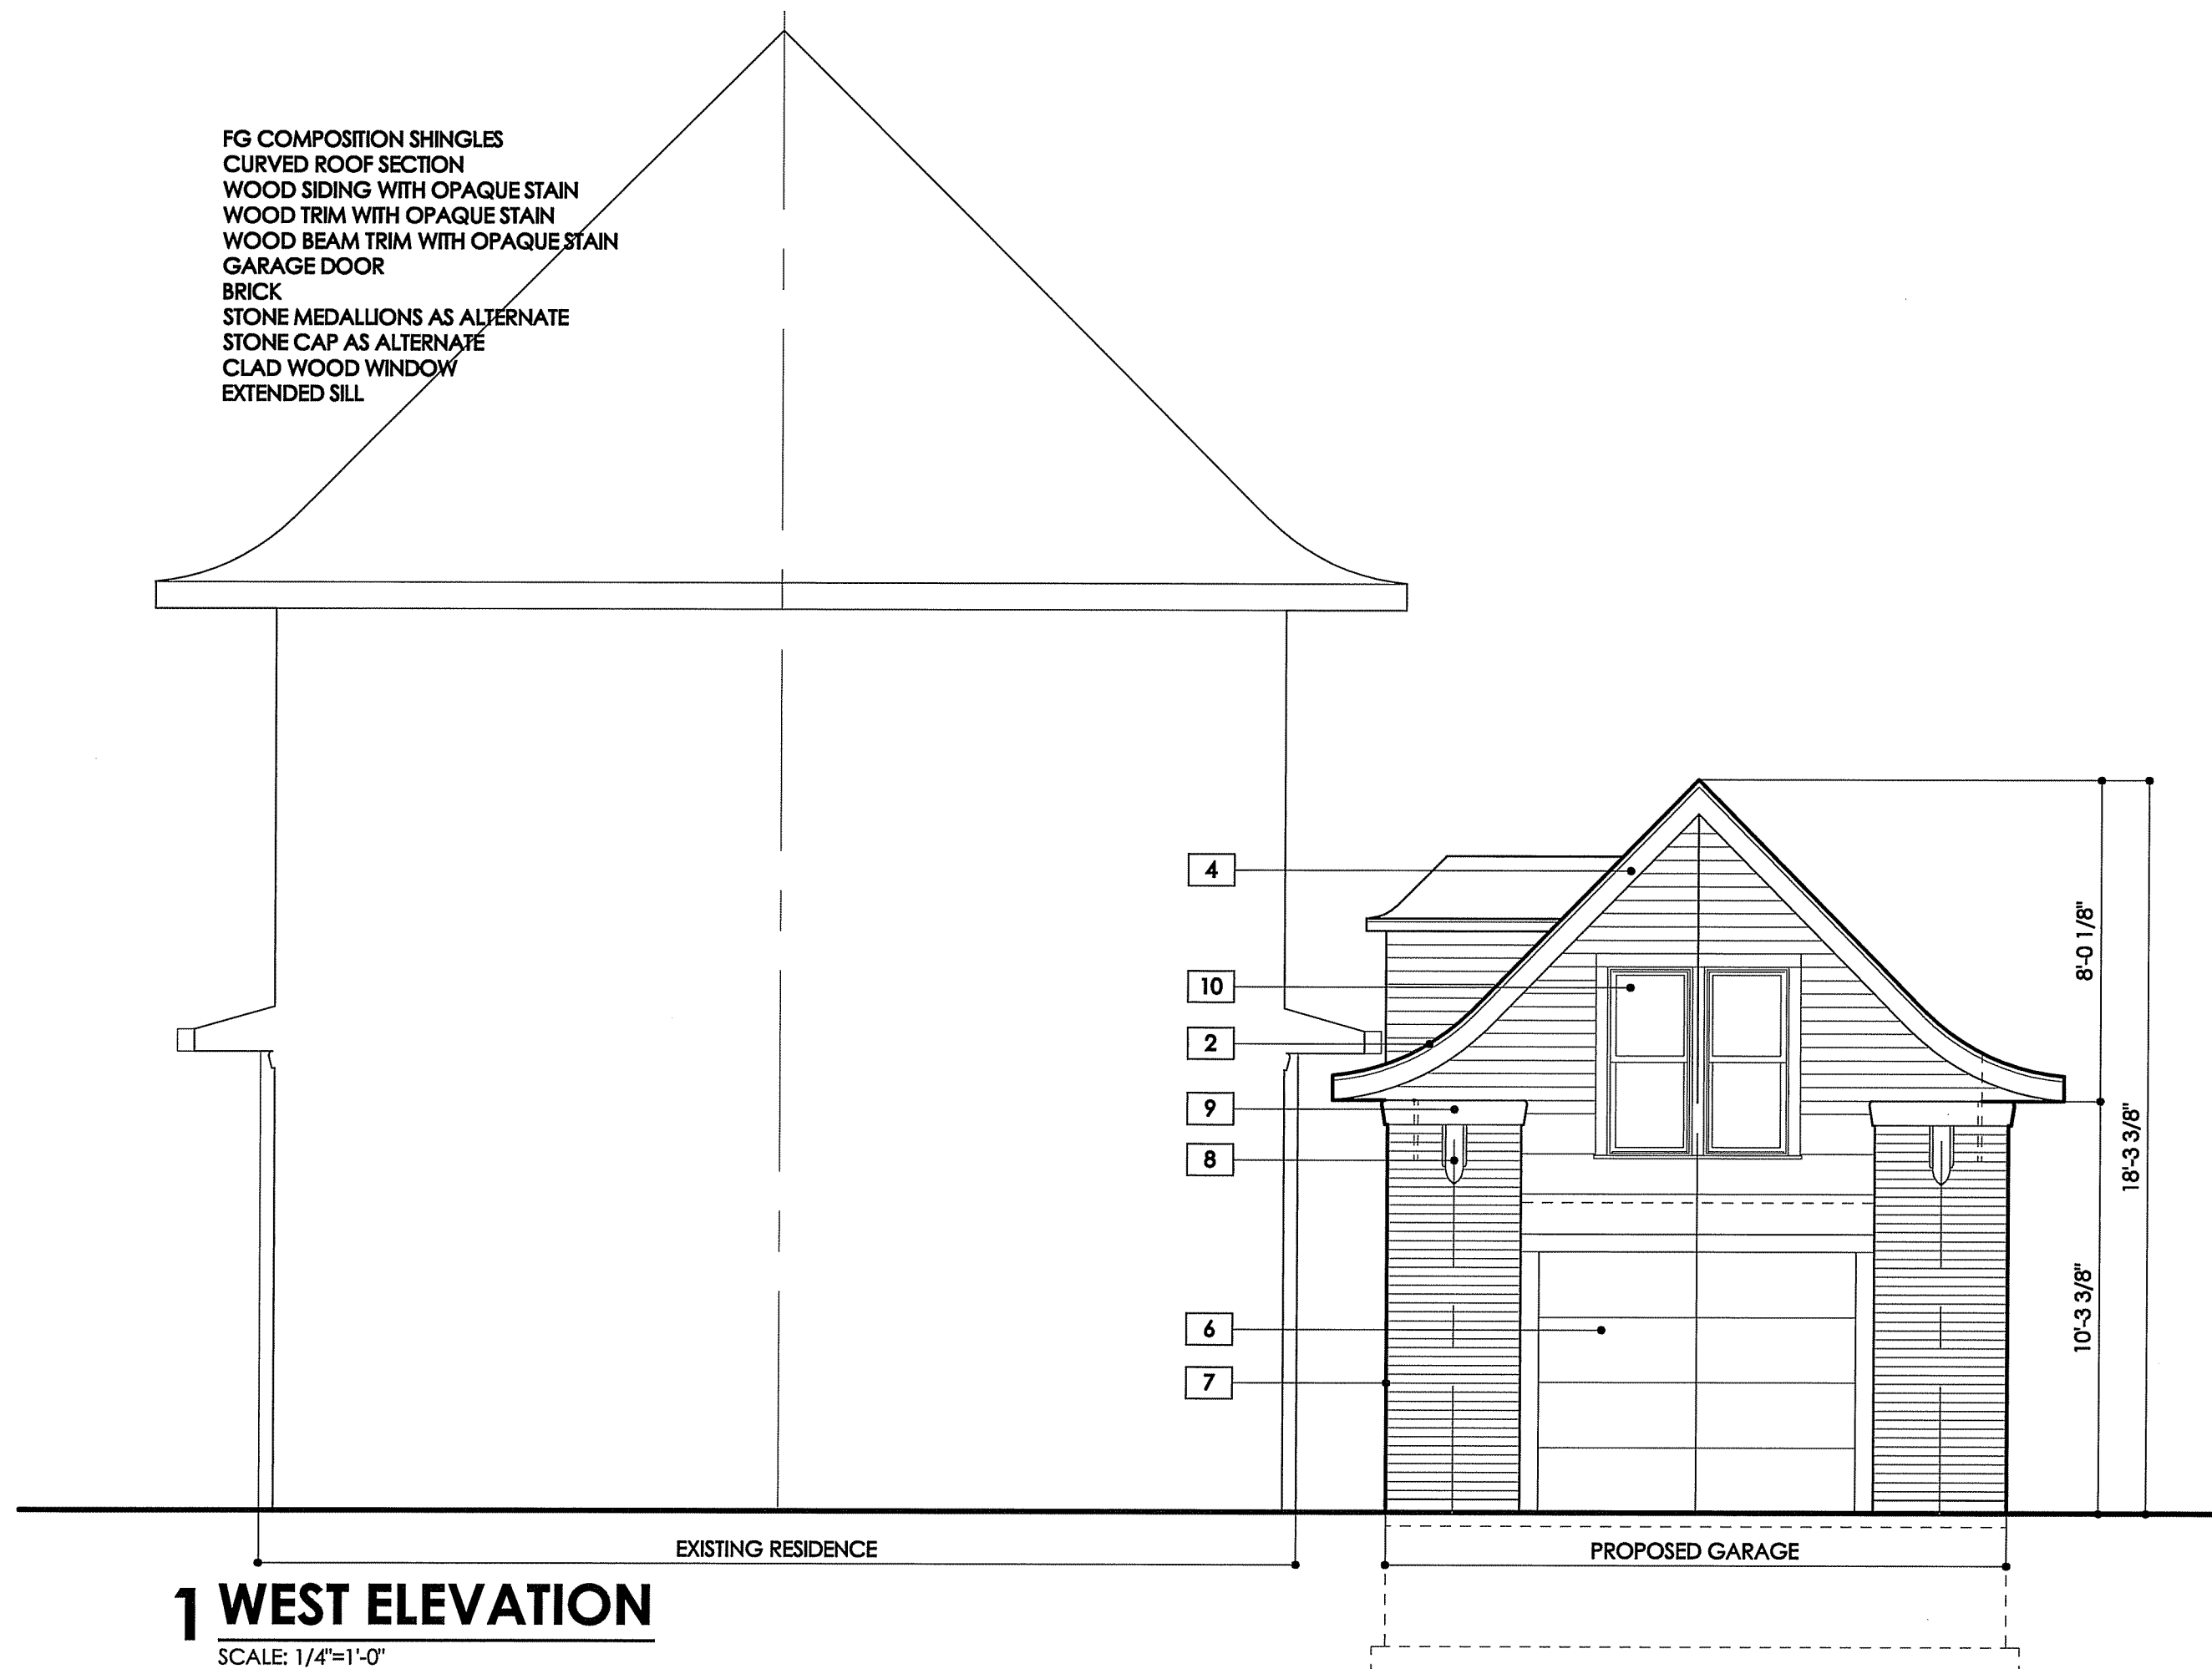 FG COMPOSITION SHINGLES
CURVED ROOF SECTION
WOOD SIDING WITH OPAQUE STAIN
WOOD TRIM WITH OPAQUE STAIN
WOOD BEAM TRIM WITH OPAQUE STAIN
GARAGE DOOR
BRICK
STONE MEDALLIONS AS ALTERNATE
STONE CAP AS ALTERNATE
CLAD WOOD WINDOW
EXTENDED SILL
4
10
2
9
8
6
7
8'-0 1/8"
18'-3 3/8"
10'-3 3/8"
EXISTING RESIDENCE
PROPOSED GARAGE
1 WEST ELEVATION
SCALE: 1/4"=1'-0"